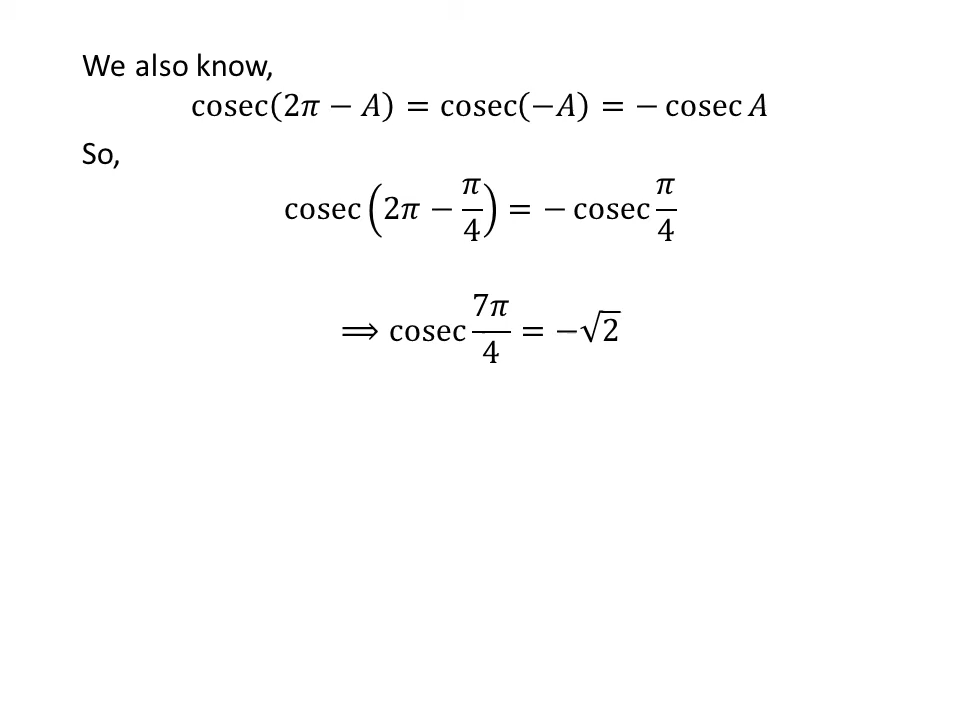 We also know,
cosec(2𝜋 − 𝐴) = cosec(−𝐴) = − cosec 𝐴
So,
cosec (2𝜋 − 𝜋/4) = − cosec 𝜋/4
⟹ cosec 7𝜋/4 = −√2